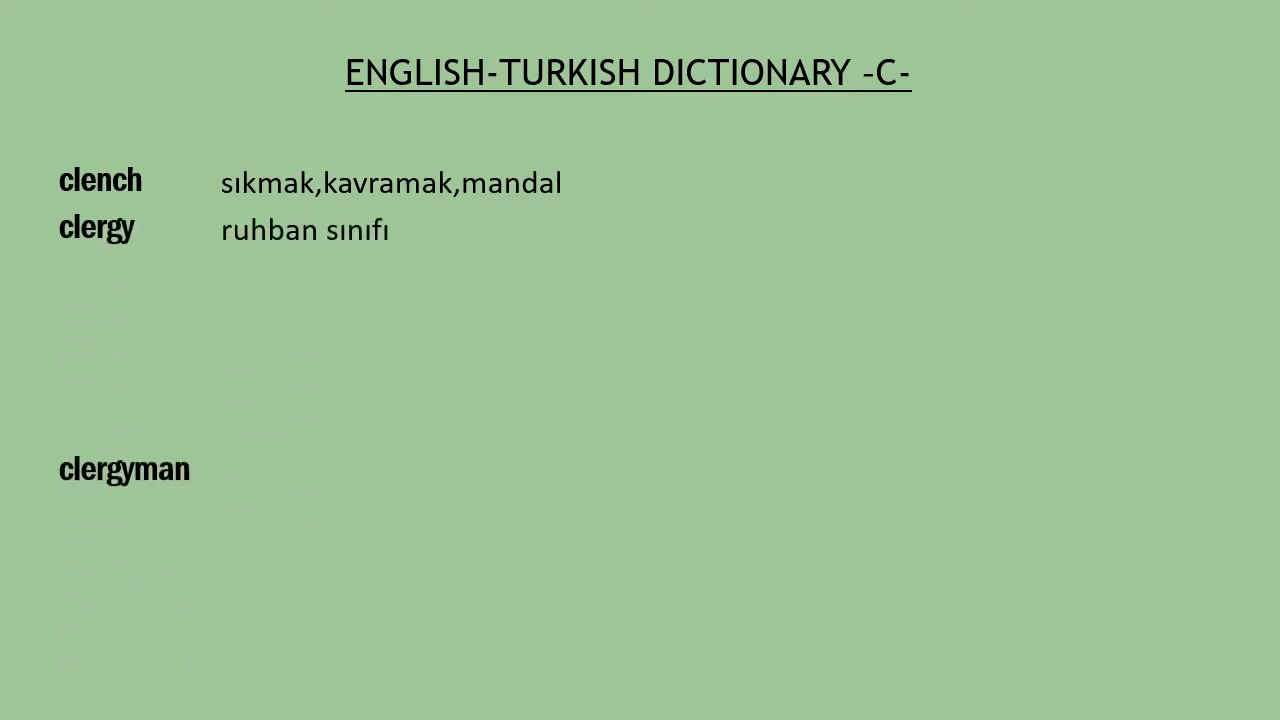 ENGLISH-TURKISH DICTIONARY –C-
clench sıkmak,kavramak,mandal
clergy ruhban sınıfı
clergyman